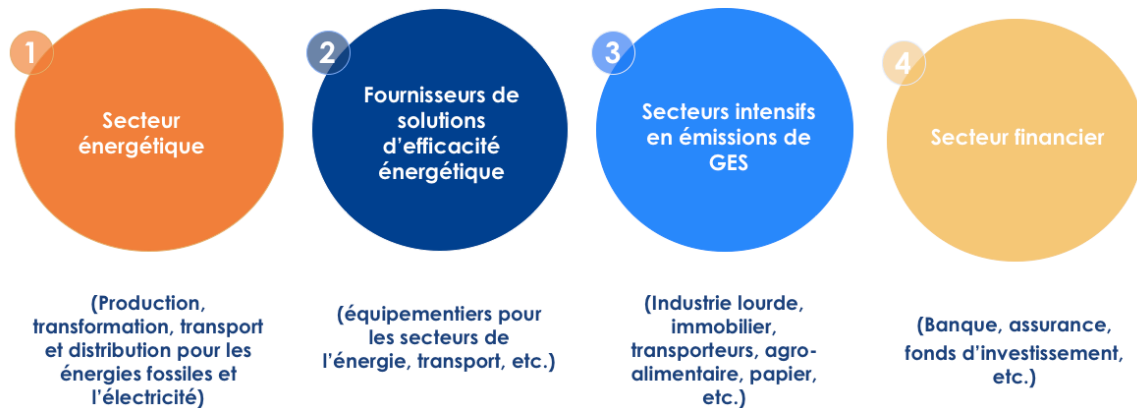 1
Secteur
énergétique
(Production,
transformation, transport
et distribution pour les
énergies fossiles et
l’électricité)
2
Fournisseurs de
solutions
d’efficacité
énergétique
(équipementiers pour
les secteurs de
l’énergie, transport, etc.)
3
Secteurs intensifs
en émissions de
GES
(Industrie lourde,
immobilier,
transporteurs, agro-
alimentaire, papier,
etc.)
4
Secteur financier
(Banque, assurance,
fonds d’investissement,
etc.)